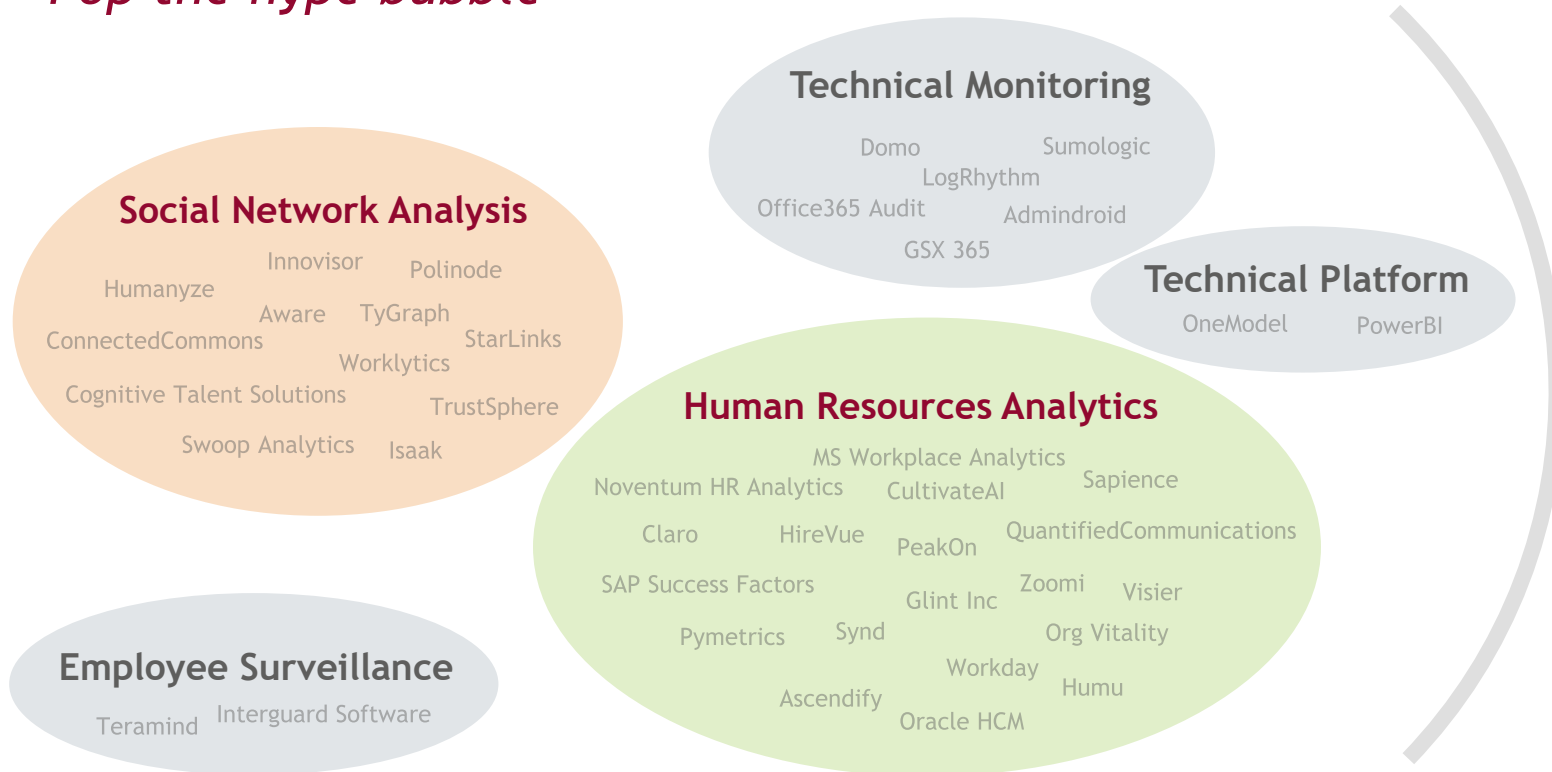 Pop the hype bubble
Technical Monitoring
Domo
Sumologic
LogRhythm
Office365 Audit
Admindroid
GSX 365
Social Network Analysis
Innovisor
Polinode
Humanyze
Aware
TyGraph
ConnectedCommons
StarLinks
Worklytics
Cognitive Talent Solutions
TrustSphere
Swoop Analytics
Isaak
Technical Platform
OneModel
PowerBI
Human Resources Analytics
MS Workplace Analytics
Noventum HR Analytics
CultivateAI
Sapience
Claro
HireVue
PeakOn
QuantifiedCommunications
SAP Success Factors
Glint Inc
Zoomi
Visier
Pymetrics
Synd
Org Vitality
Workday
Humu
Ascendify
Oracle HCM
Employee Surveillance
Teramind
Interguard Software